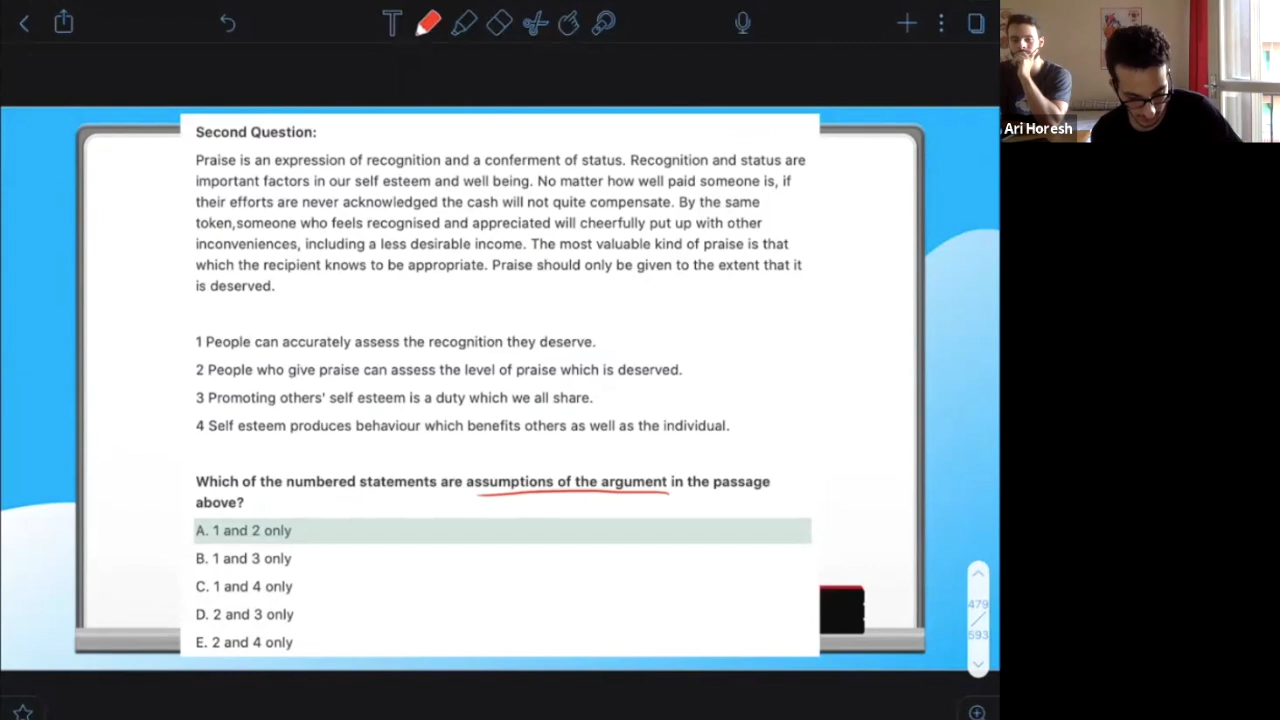 Second Question:
Praise is an expression of recognition and a conferment of status. Recognition and status are
important factors in our self esteem and well being. No matter how well paid someone is, if
their efforts are never acknowledged the cash will not quite compensate. By the same
token,someone who feels recognised and appreciated will cheerfully put up with other
inconveniences, including a less desirable income. The most valuable kind of praise is that
which the recipient knows to be appropriate. Praise should only be given to the extent that it
is deserved.
1 People can accurately assess the recognition they deserve.
2 People who give praise can assess the level of praise which is deserved.
3 Promoting others' self esteem is a duty which we all share.
4 Self esteem produces behaviour which benefits others as well as the individual.
Which of the numbered statements are assumptions of the argument in the passage
above?
A. 1 and 2 only
B. 1 and 3 only
C. 1 and 4 only
D. 2 and 3 only
E. 2 and 4 only
479
593
Ari Horesh